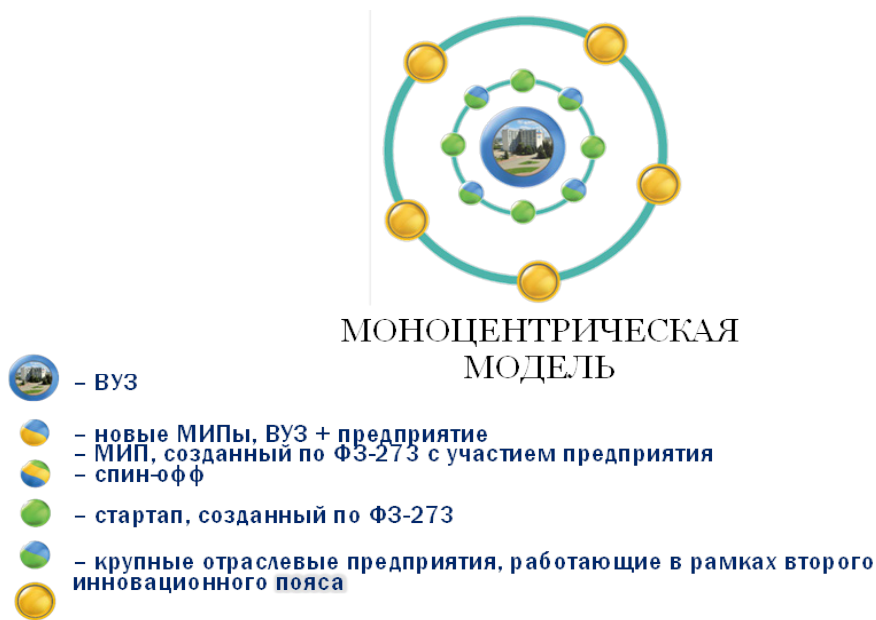 МОНОЦЕНТРИЧЕСКАЯ
МОДЕЛЬ
– ВУЗ
– новые МИПы, ВУЗ + предприятие
– МИП, созданный по ФЗ-273 с участием предприятия
– спин-офф
– стартап, созданный по ФЗ-273
– крупные отраслевые предприятия, работающие в рамках второго
инновационного пояса